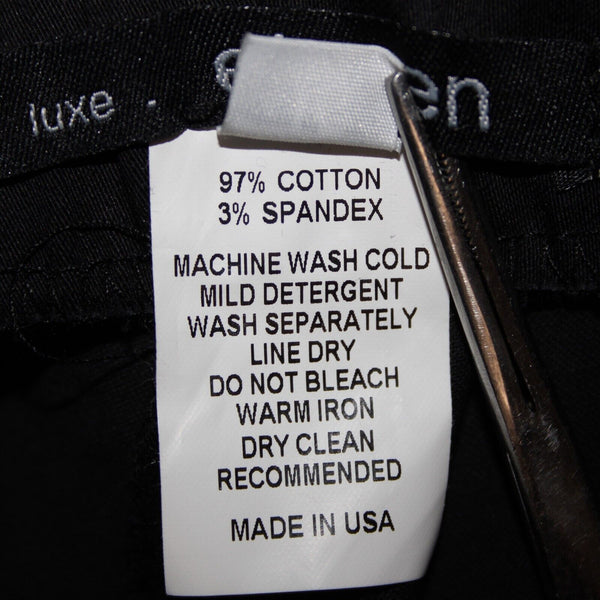 luxe
97% COTTON
3% SPANDEX
MACHINE WASH COLD
MILD DETERGENT
WASH SEPARATELY
LINE DRY
DO NOT BLEACH
WARM IRON
DRY CLEAN
RECOMMENDED
MADE IN USA